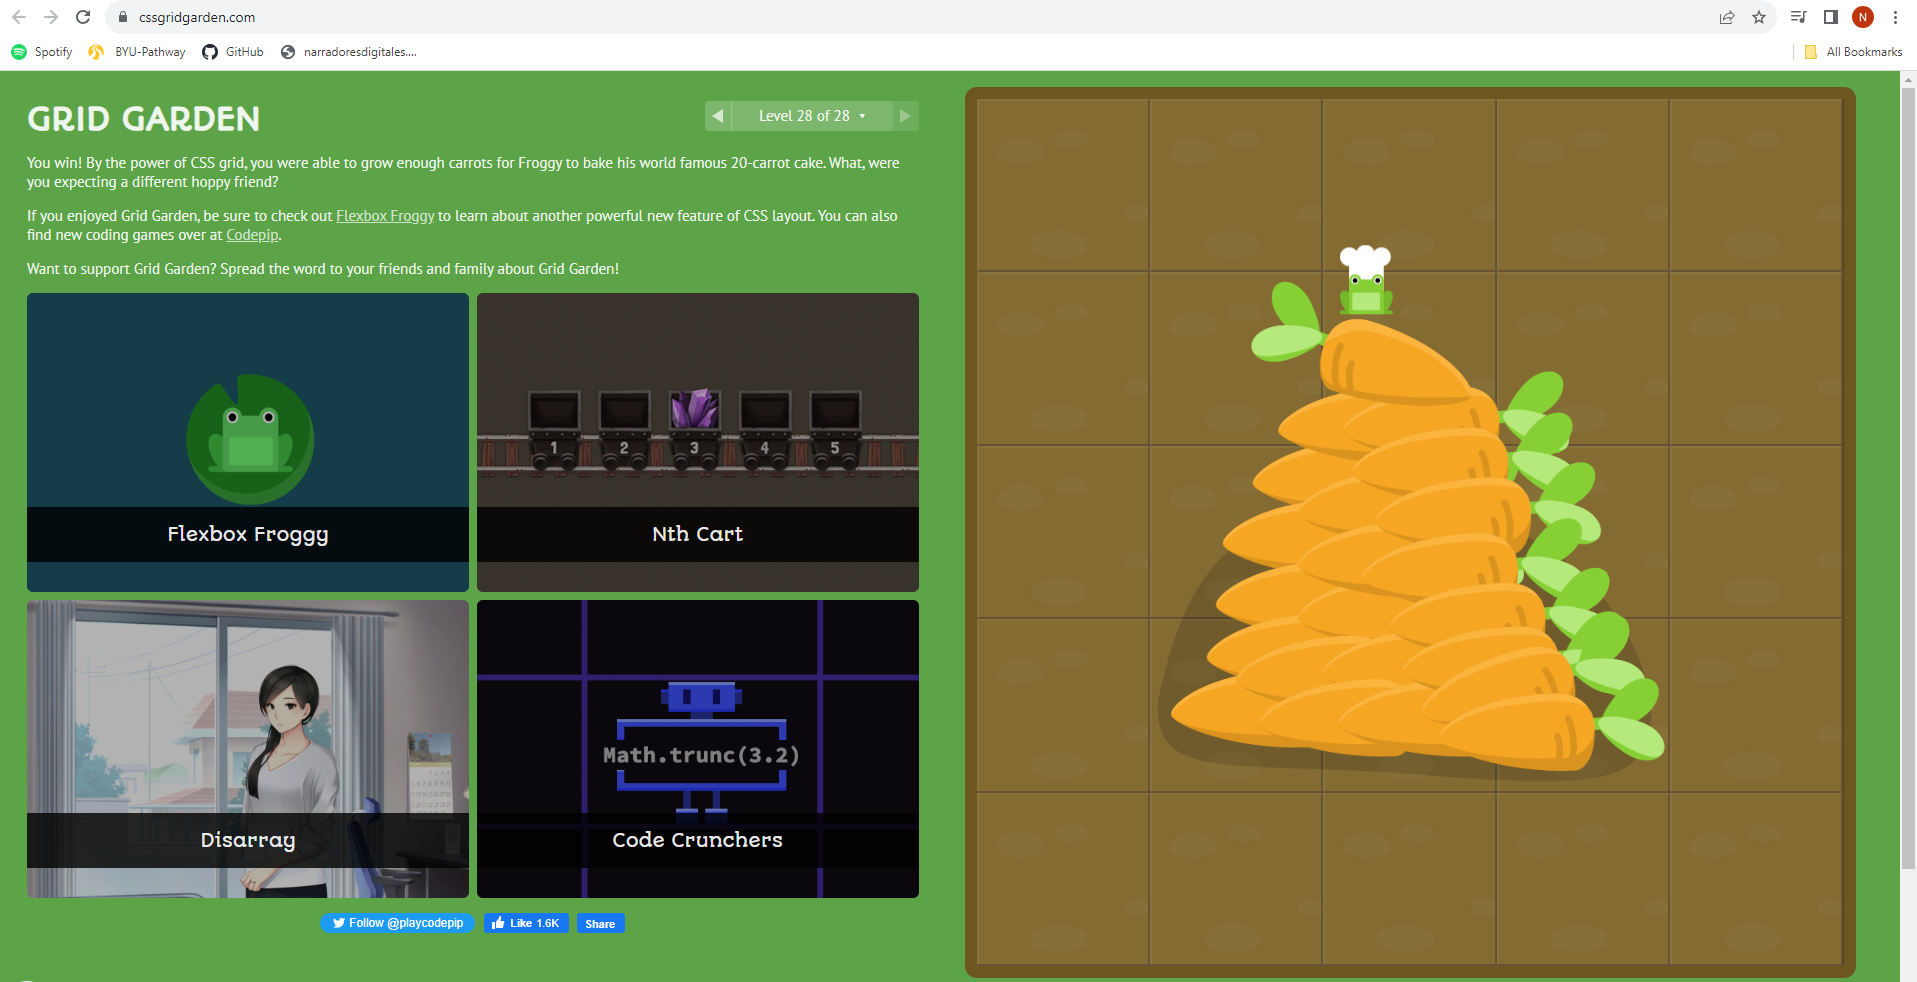 cssgridgarden.com
N
Spotify
BYU-Pathway
GitHub
narradoresdigitales....
All Bookmarks
GRID GARDEN
Level 28 of 28
You win! By the power of CSS grid, you were able to grow enough carrots for Froggy to bake his world famous 20-carrot cake. What, were
you expecting a different hoppy friend?
If you enjoyed Grid Garden, be sure to check out Flexbox Froggy to learn about another powerful new feature of CSS layout. You can also
find new coding games over at Codepip.
Want to support Grid Garden? Spread the word to your friends and family about Grid Garden!
Flexbox Froggy
1 2 3 4 5
Nth Cart
Disarray
Math.trunc(3.2)
Code Crunchers
Follow @playcodepip
Like 1.6K
Share